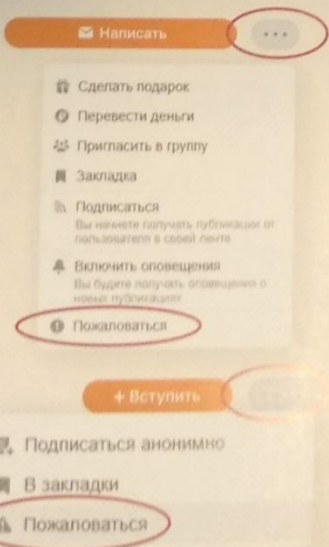 Написать
Сделать подарок
Перевести деньги
Пригласить в группу
Закладка
Подписаться
Вы начнете получать публикации от
пользователя в своей ленте
Включить оповещения
Вы будете получать оповещения о
новых публикациях
Пожаловаться
+ Вступить
Подписаться анонимно
В закладки
Пожаловаться